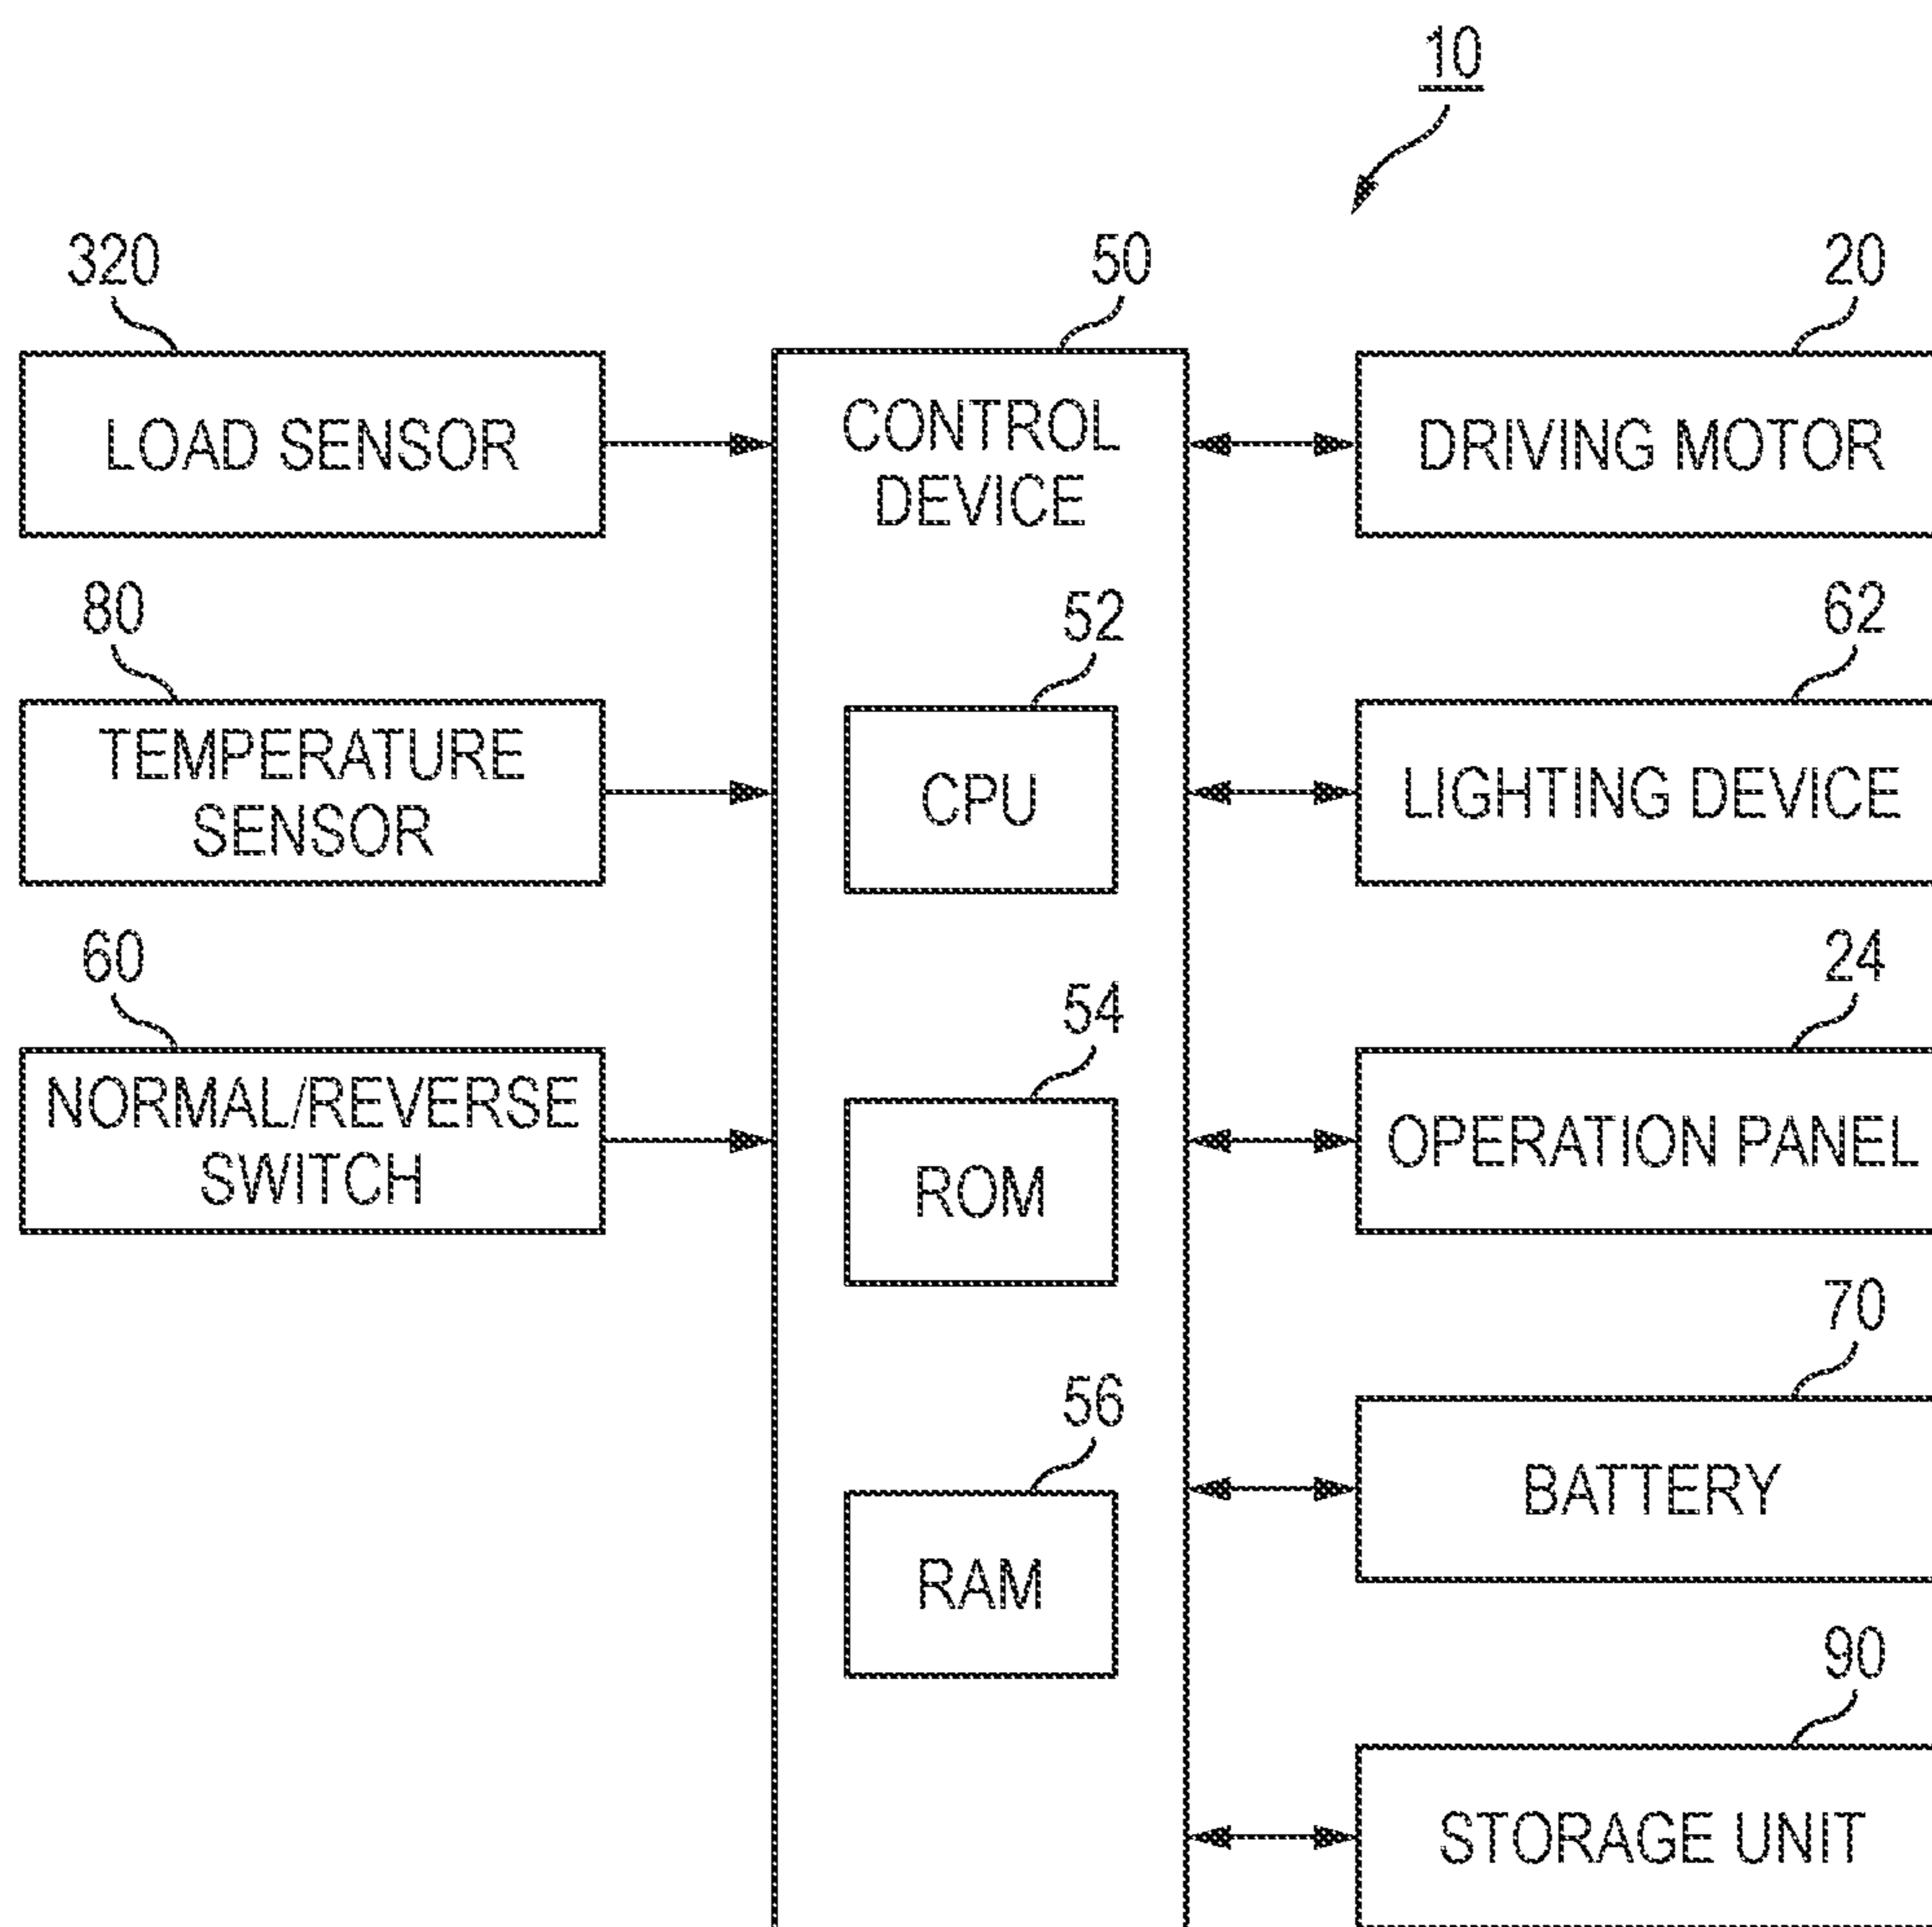 10
320
50
20
LOAD SENSOR
CONTROL
DEVICE
DRIVING MOTOR
80
52
62
TEMPERATURE
SENSOR
CPU
LIGHTING DEVICE
60
54
24
NORMAL/REVERSE
SWITCH
ROM
OPERATION PANEL
70
56
BATTERY
RAM
90
STORAGE UNIT